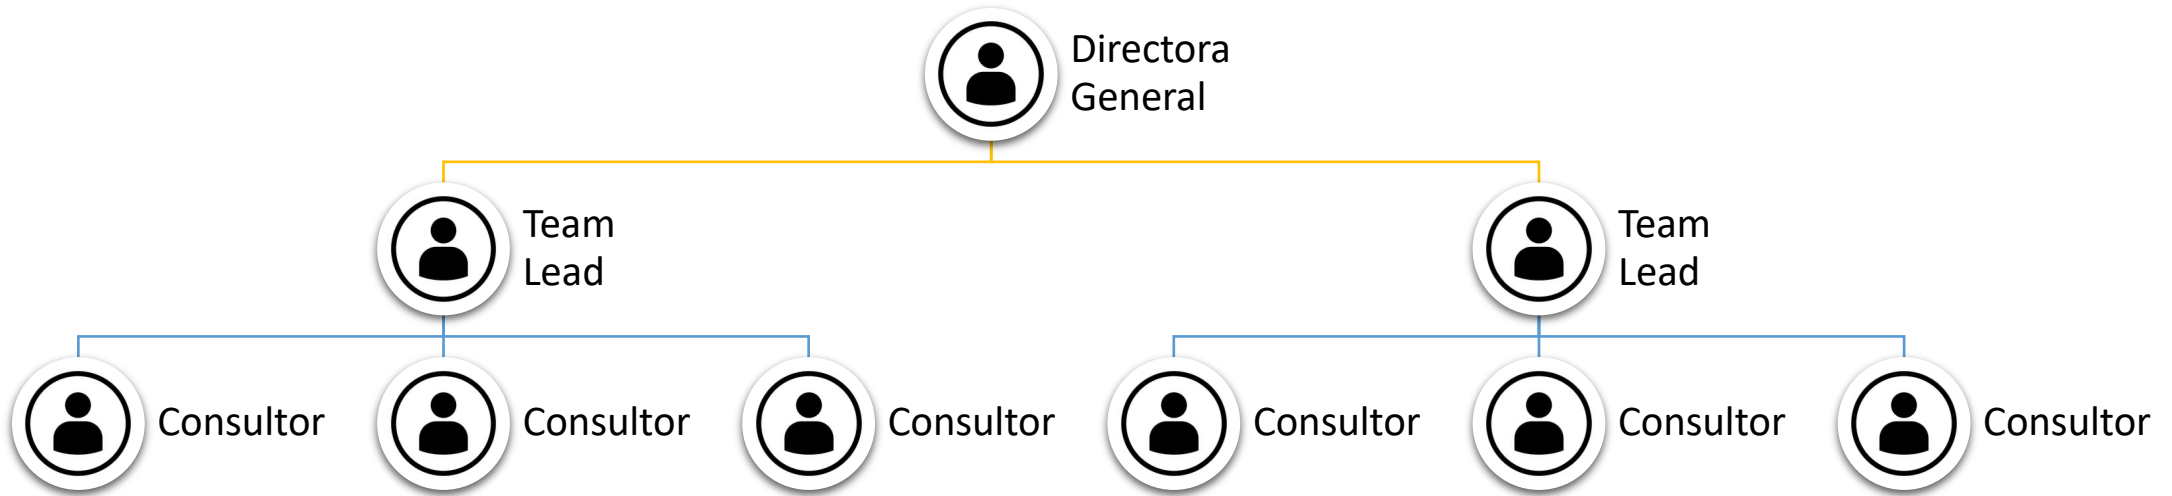 Directora
General
Team
Lead
Team
Lead
Consultor
Consultor
Consultor
Consultor
Consultor
Consultor